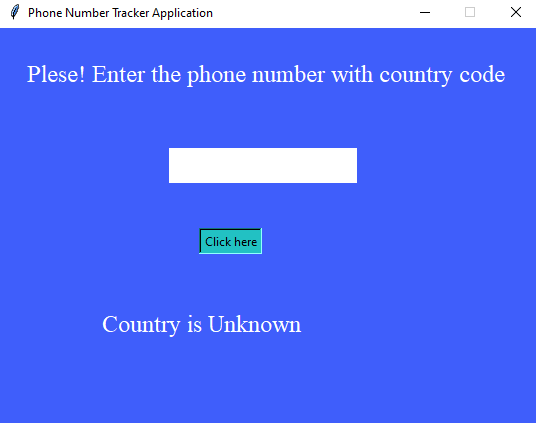 Phone Number Tracker Application
Plese! Enter the phone number with country code
Click here
Country is Unknown